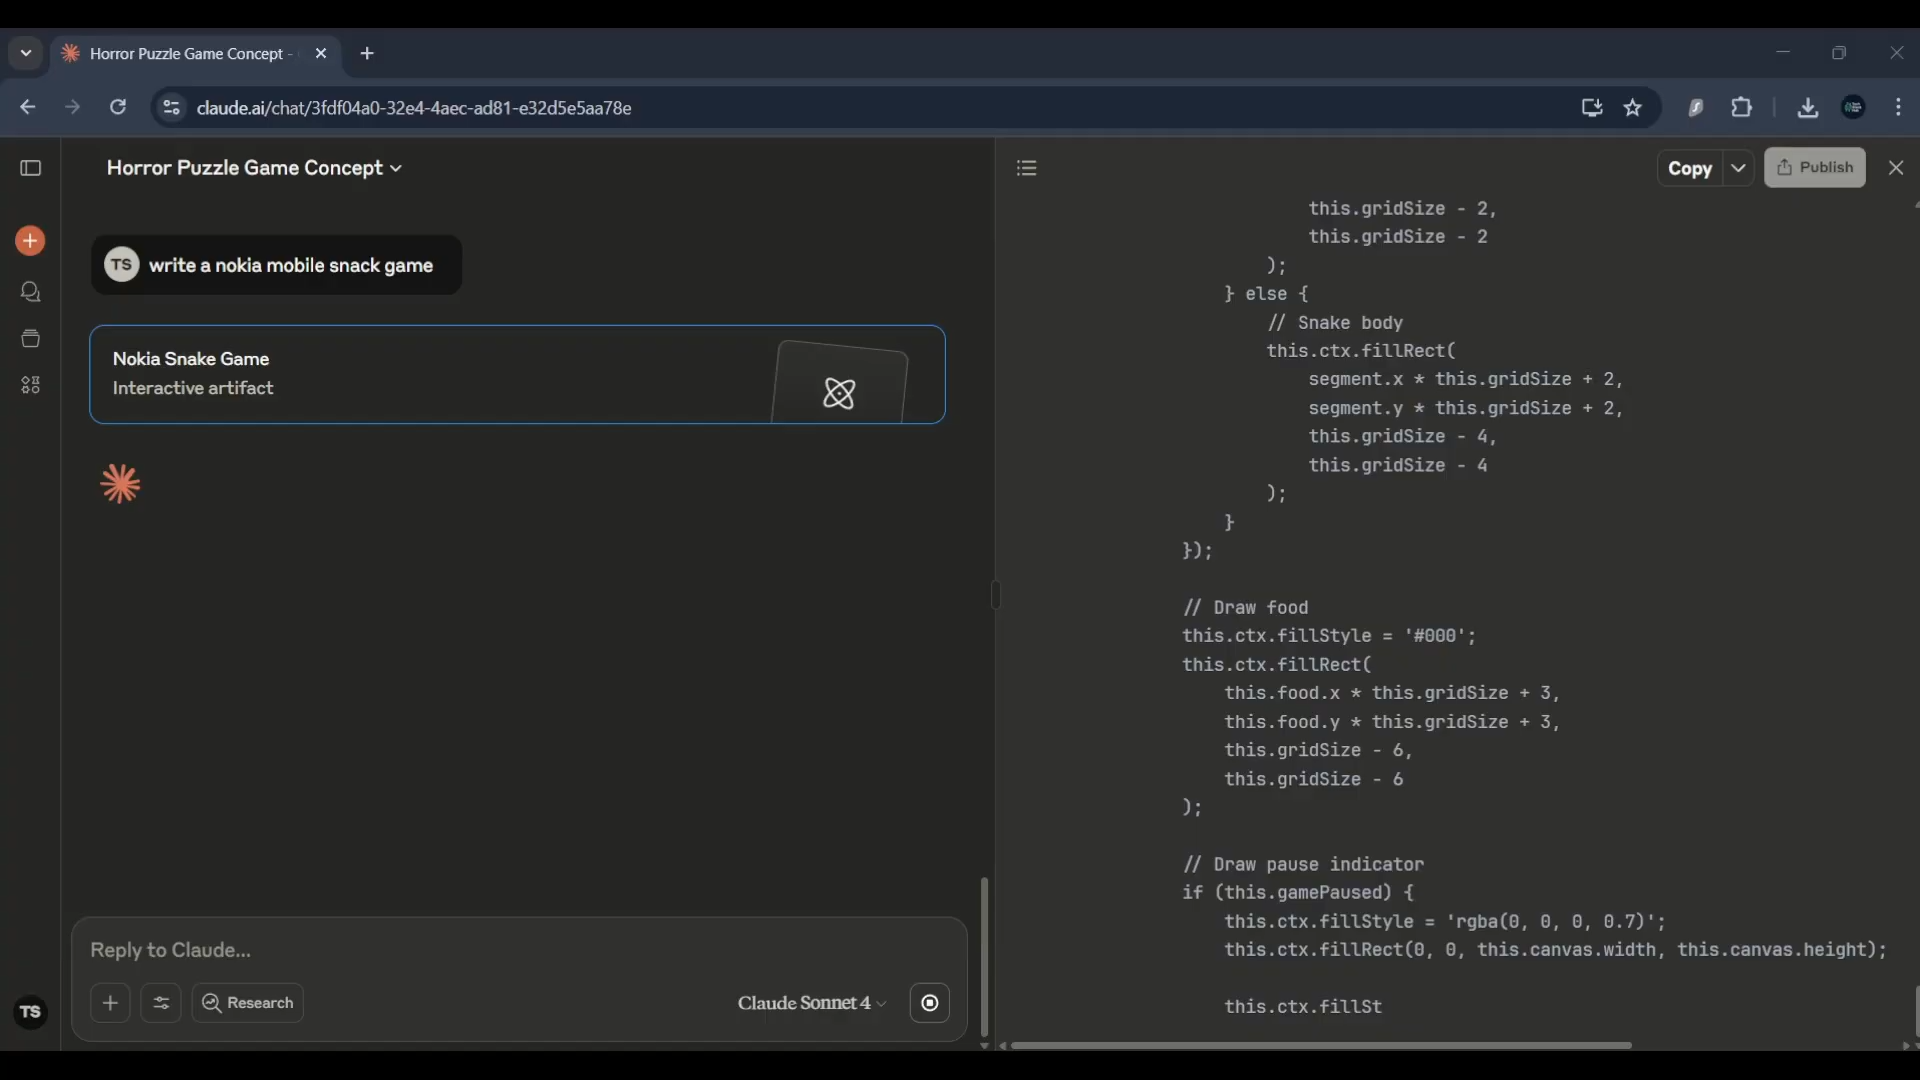 Horror Puzzle Game Concept -
claude.ai/chat/3fdf04a0-32e4-4aec-ad81-e32d5e5aa78e
Horror Puzzle Game Concept
Copy
Publish
TS
write a nokia mobile snack game
Nokia Snake Game
Interactive artifact
Reply to Claude...
Research
Claude Sonnet 4
TS
this.gridSize - 2,
this.gridSize - 2
);
} else {
// Snake body
this.ctx.fillRect(
segment.x * this.gridSize + 2,
segment.y * this.gridSize + 2,
this.gridSize - 4,
this.gridSize - 4
);
}
});
// Draw food
this.ctx.fillStyle = '#000';
this.ctx.fillRect(
this.food.x * this.gridSize + 3,
this.food.y * this.gridSize + 3,
this.gridSize - 6,
this.gridSize - 6
);
// Draw pause indicator
if (this.gamePaused) {
this.ctx.fillStyle = 'rgba(0, 0, 0, 0.7)';
this.ctx.fillRect(0, 0, this.canvas.width, this.canvas.height);
this.ctx.fillSt